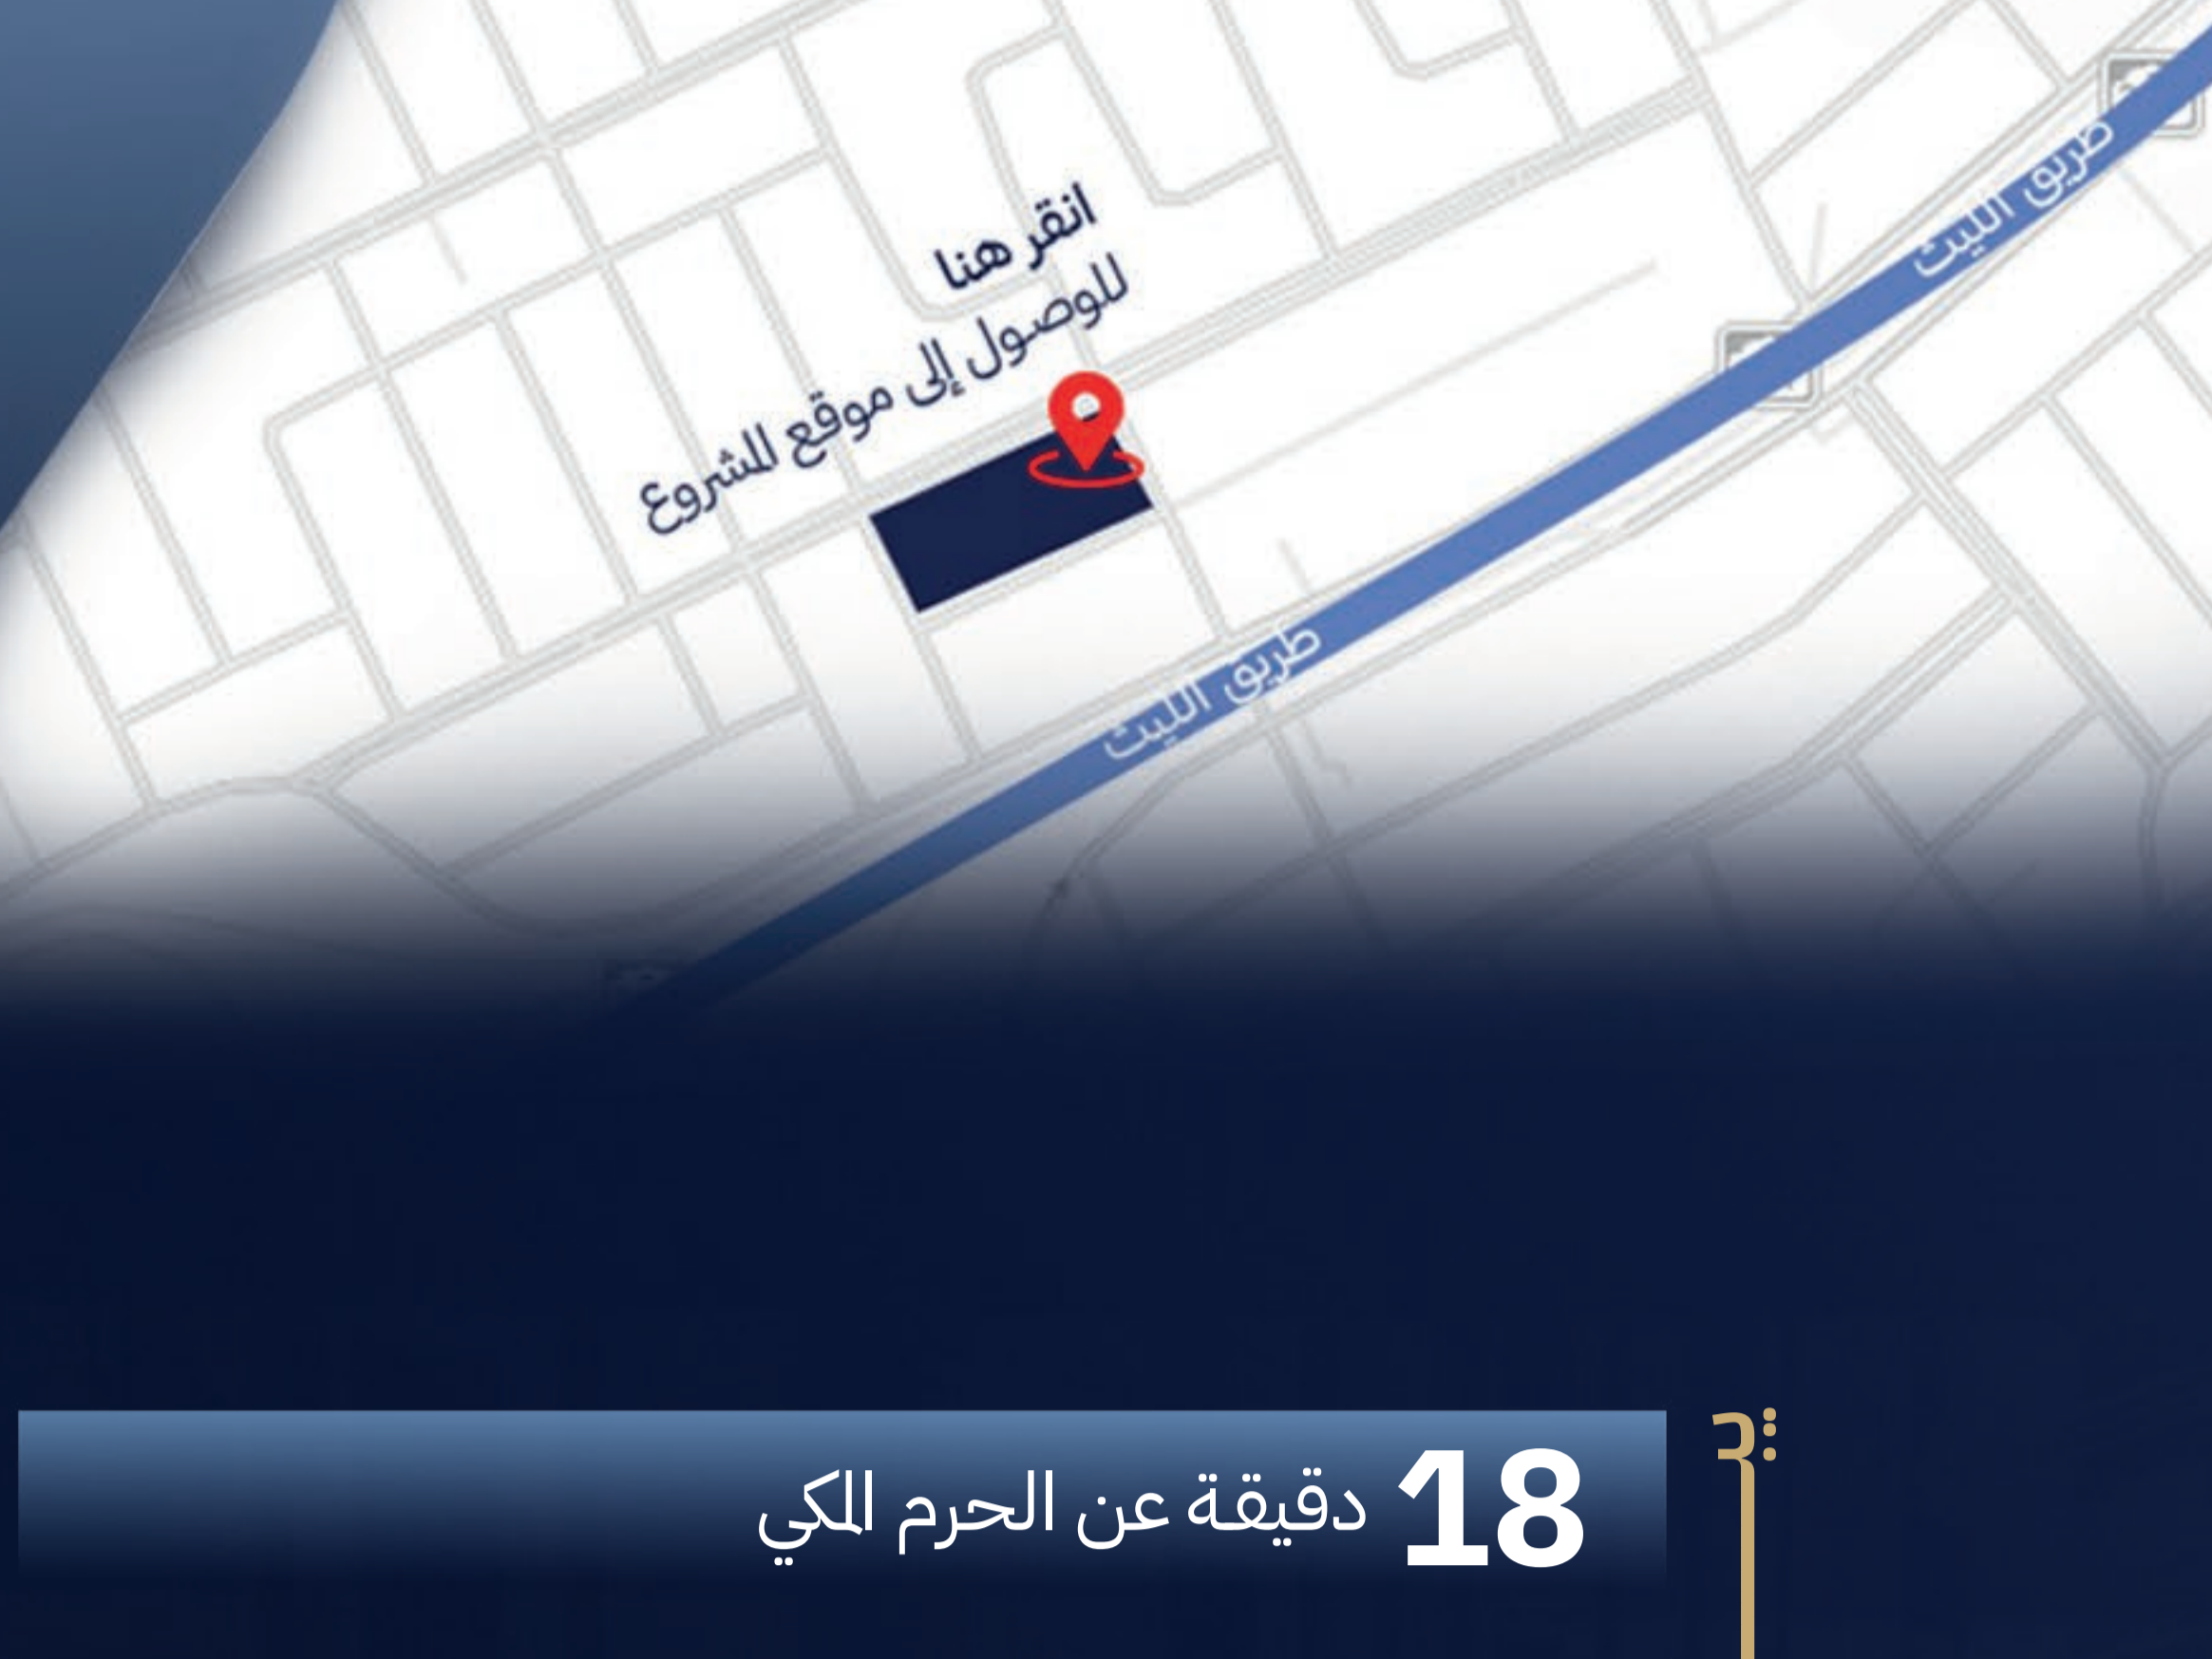 انقر هنا
للوصول إلى موقع المشروع
طريق الليث
طريق الليث
18 دقيقة عن الحرم المكي